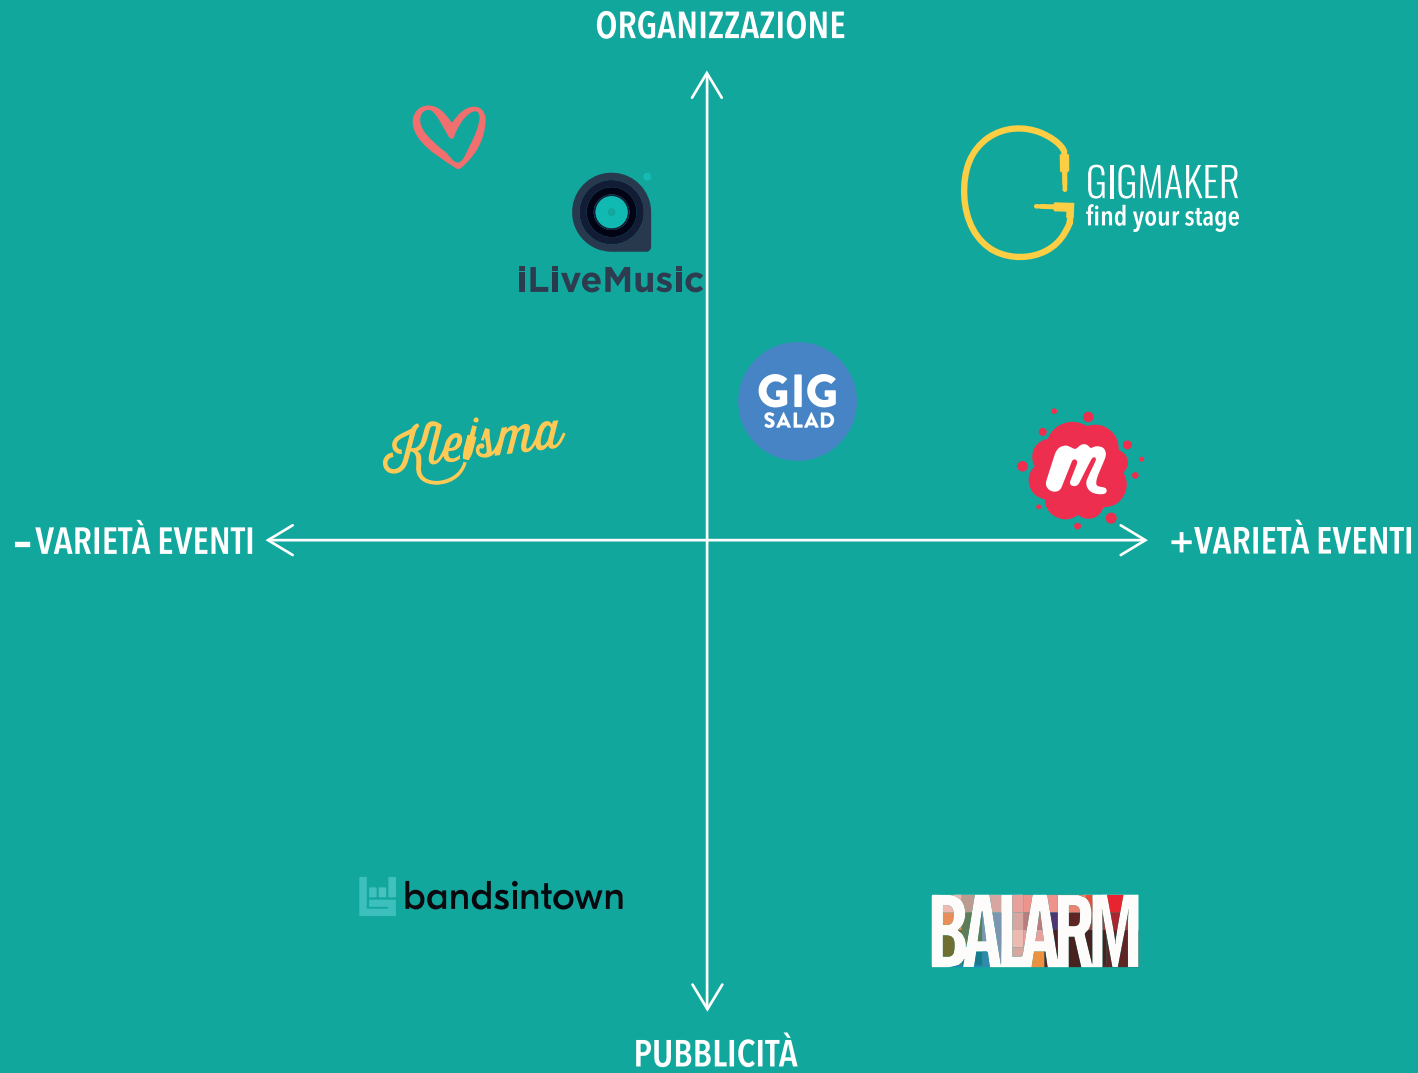 ORGANIZZAZIONE
GIGMAKER
find your stage
iLiveMusic
GIG
SALAD
Kleisma
m
-VARIETÀ EVENTI
+VARIETÀ EVENTI
bandsintown
BALARM
PUBBLICITÀ